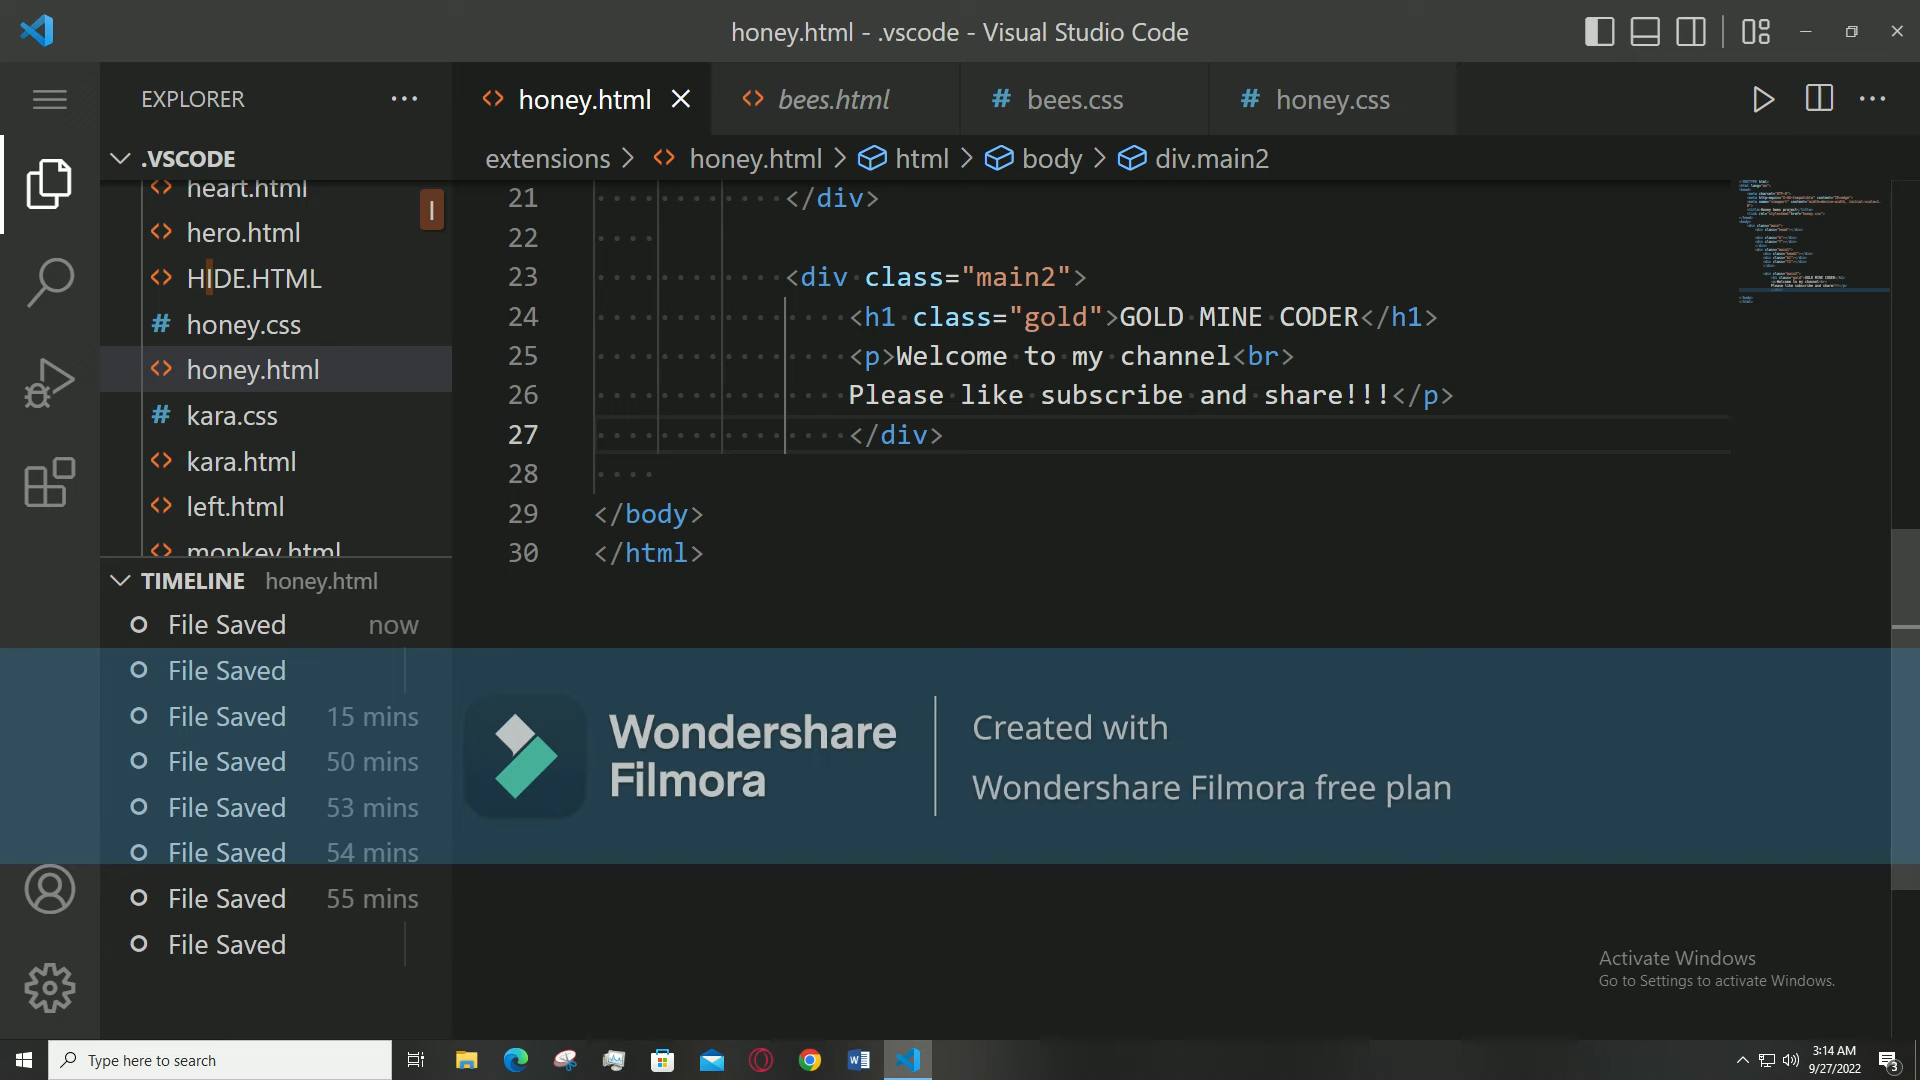 honey.html - .vscode - Visual Studio Code
EXPLORER
honey.html
bees.html
# bees.css
# honey.css
.VSCODE
extensions > honey.html > html > body > div.main2
heart.html
hero.html
HIDE.HTML
# honey.css
honey.html
# kara.css
kara.html
left.html
monkey.html
I
21 </div>
22
23 <div class="main2">
24 <h1 class="gold">GOLD MINE CODER</h1>
25 <p>Welcome to my channel<br>
26 Please like subscribe and share!!!</p>
27 </div>
28
29 </body>
30 </html>
TIMELINE honey.html
File Saved now
File Saved
File Saved 15 mins
File Saved 50 mins
File Saved 53 mins
File Saved 54 mins
File Saved 55 mins
File Saved
Wondershare
Filmora
Created with
Wondershare Filmora free plan
Activate Windows
Go to Settings to activate Windows.
Type here to search
3:14 AM
9/27/2022
3